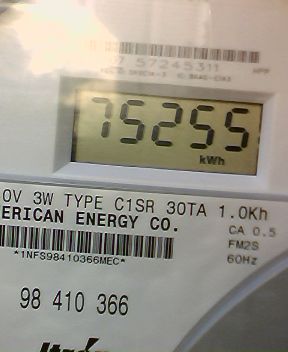 57245311
75255
kWh
0V 3W TYPE C1SR 30TA 1.0Kh
ERICAN ENERGY CO.
CA 0.5
FM2S
60Hz
*1NFS98410366MEC*
98 410 366
Itrón